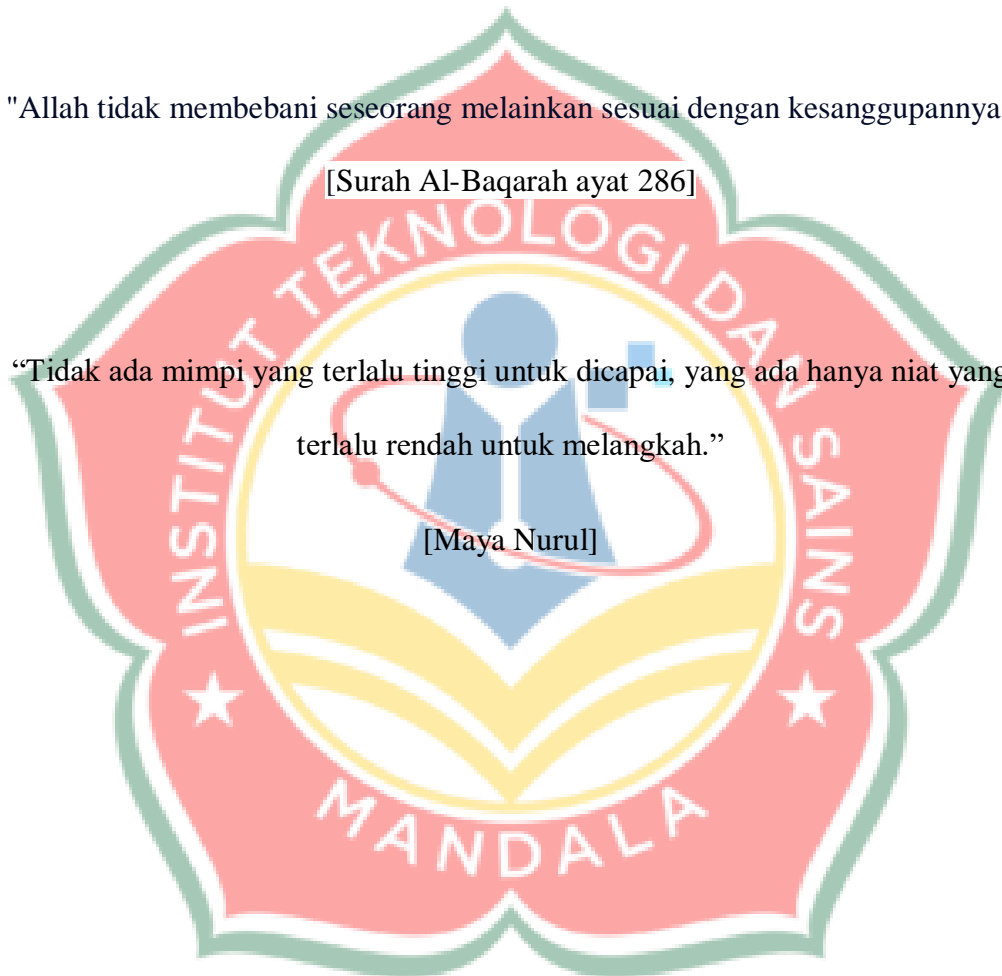 "Allah tidak membebani seseorang melainkan sesuai dengan kesanggupannya
[Surah Al-Baqarah ayat 286]
INSTITUT TEKNOLOGI DAN SAINS
“Tidak ada mimpi yang terlalu tinggi untuk dicapai, yang ada hanya niat yang
terlalu rendah untuk melangkah.”
[Maya Nurul]
MANDALA